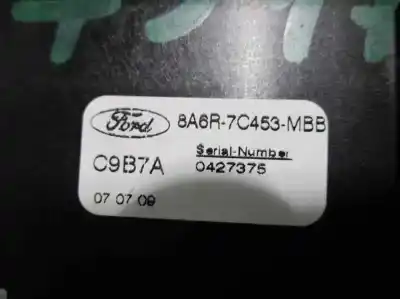 Ford 8A6R-7C453-MBB
Serial-Number
C9B7A 0427375
07 07 09